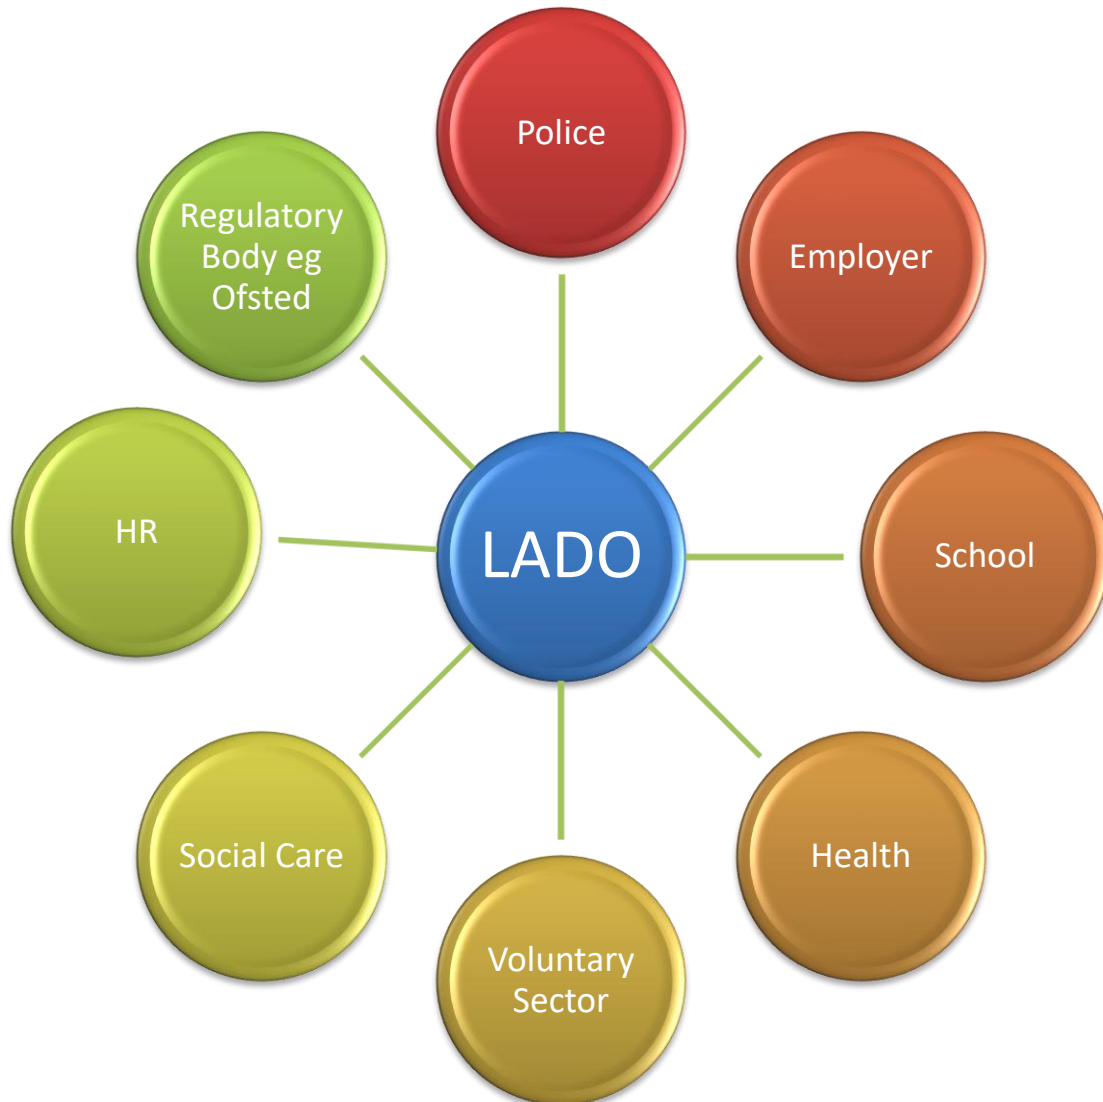 Police
Regulatory
Body eg
Ofsted
Employer
HR
LADO
School
Social Care
Health
Voluntary
Sector